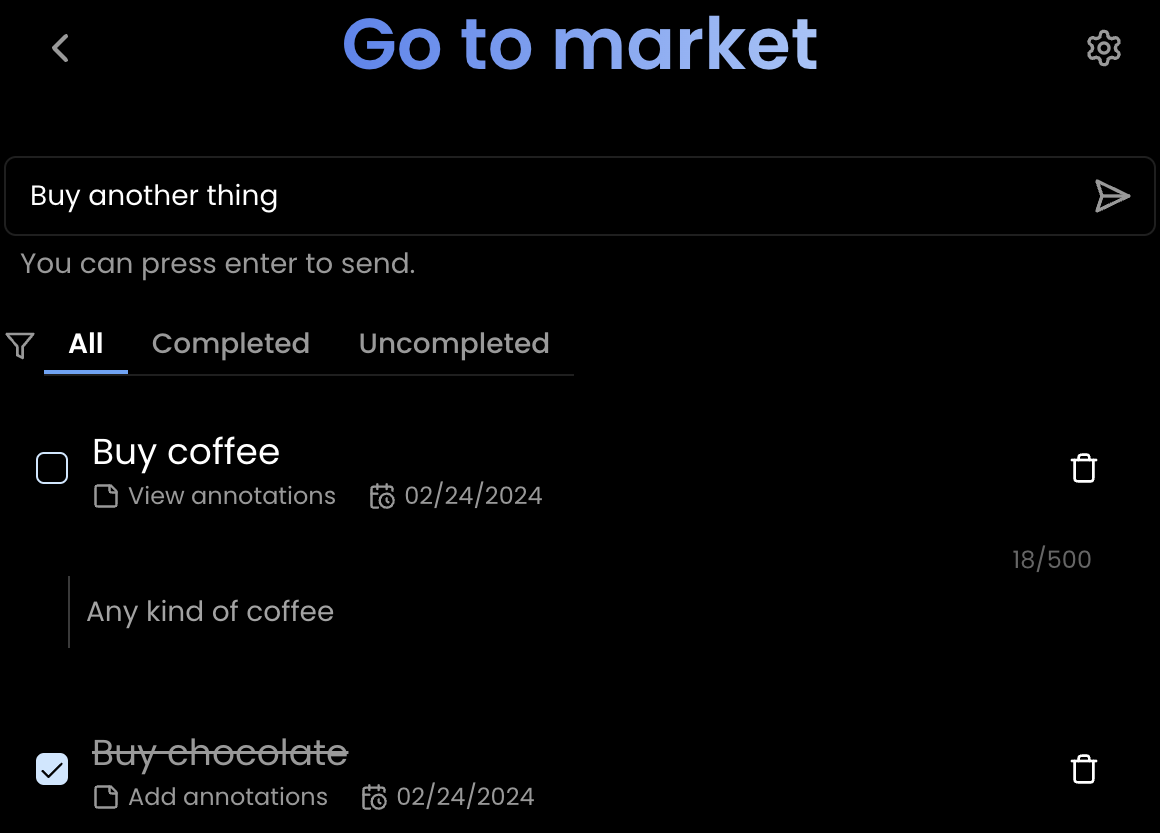 Go to market
Buy another thing
You can press enter to send.
All Completed Uncompleted
Buy coffee
View annotations 02/24/2024
18/500
Any kind of coffee
Buy chocolate
Add annotations 02/24/2024